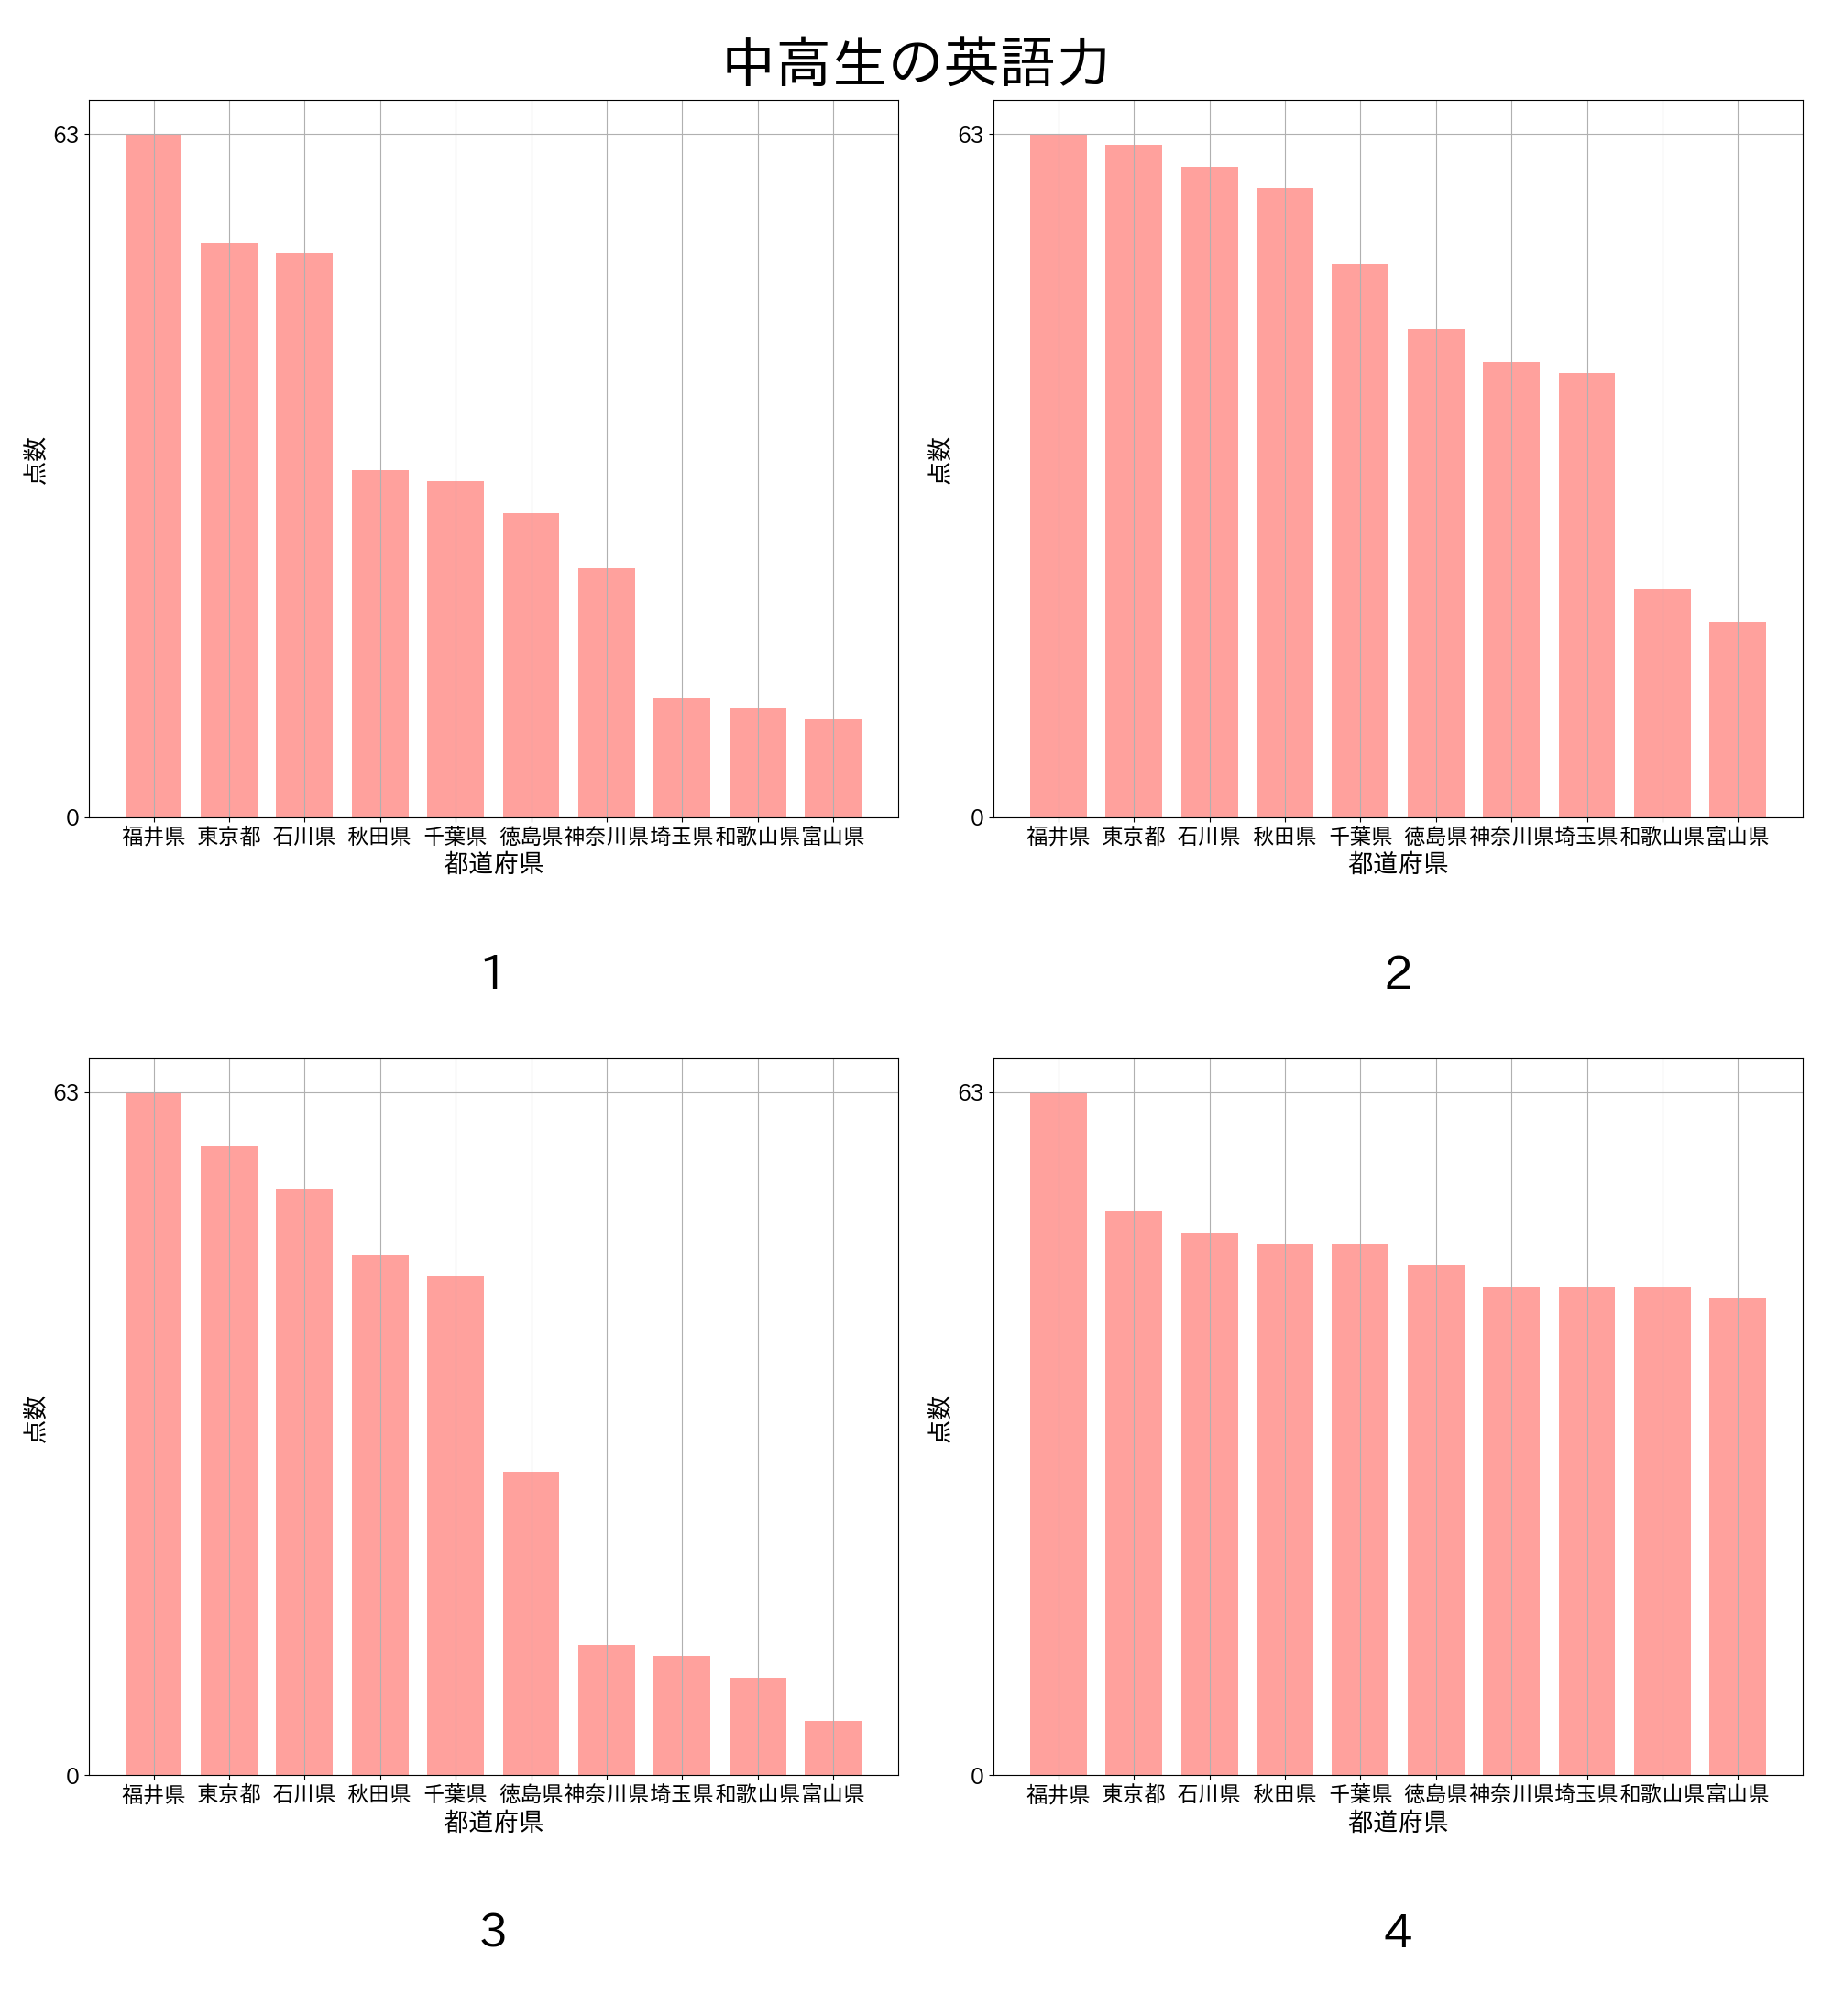 中高生の英語力
63
0
点数
福井県 東京都 石川県 秋田県 千葉県 徳島県 神奈川県 埼玉県 和歌山県 富山県
都道府県
1
63
0
点数
福井県 東京都 石川県 秋田県 千葉県 徳島県 神奈川県 埼玉県 和歌山県 富山県
都道府県
2
63
0
点数
福井県 東京都 石川県 秋田県 千葉県 徳島県 神奈川県 埼玉県 和歌山県 富山県
都道府県
3
63
0
点数
福井県 東京都 石川県 秋田県 千葉県 徳島県 神奈川県 埼玉県 和歌山県 富山県
都道府県
4